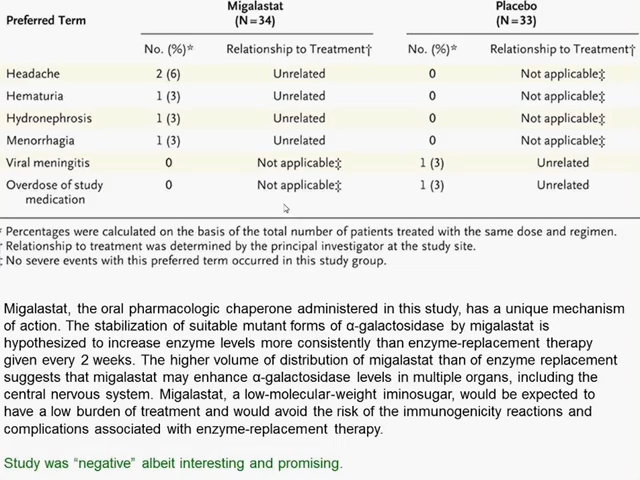 Migalastat Placebo
Preferred Term (N=34) (N=33)
No. (%)* Relationship to Treatment† No. (%)* Relationship to Treatment†
Headache 2 (6) Unrelated 0 Not applicable‡
Hematuria 1 (3) Unrelated 0 Not applicable‡
Hydronephrosis 1 (3) Unrelated 0 Not applicable‡
Menorrhagia 1 (3) Unrelated 0 Not applicable‡
Viral meningitis 0 Not applicable‡ 1 (3) Unrelated
Overdose of study 0 Not applicable‡ 1 (3) Unrelated
medication
* Percentages were calculated on the basis of the total number of patients treated with the same dose and regimen.
† Relationship to treatment was determined by the principal investigator at the study site.
‡ No severe events with this preferred term occurred in this study group.
Migalastat, the oral pharmacologic chaperone administered in this study, has a unique mechanism
of action. The stabilization of suitable mutant forms of α-galactosidase by migalastat is
hypothesized to increase enzyme levels more consistently than enzyme-replacement therapy
given every 2 weeks. The higher volume of distribution of migalastat than of enzyme replacement
suggests that migalastat may enhance α-galactosidase levels in multiple organs, including the
central nervous system. Migalastat, a low-molecular-weight iminosugar, would be expected to
have a low burden of treatment and would avoid the risk of the immunogenicity reactions and
complications associated with enzyme-replacement therapy.
Study was “negative” albeit interesting and promising.